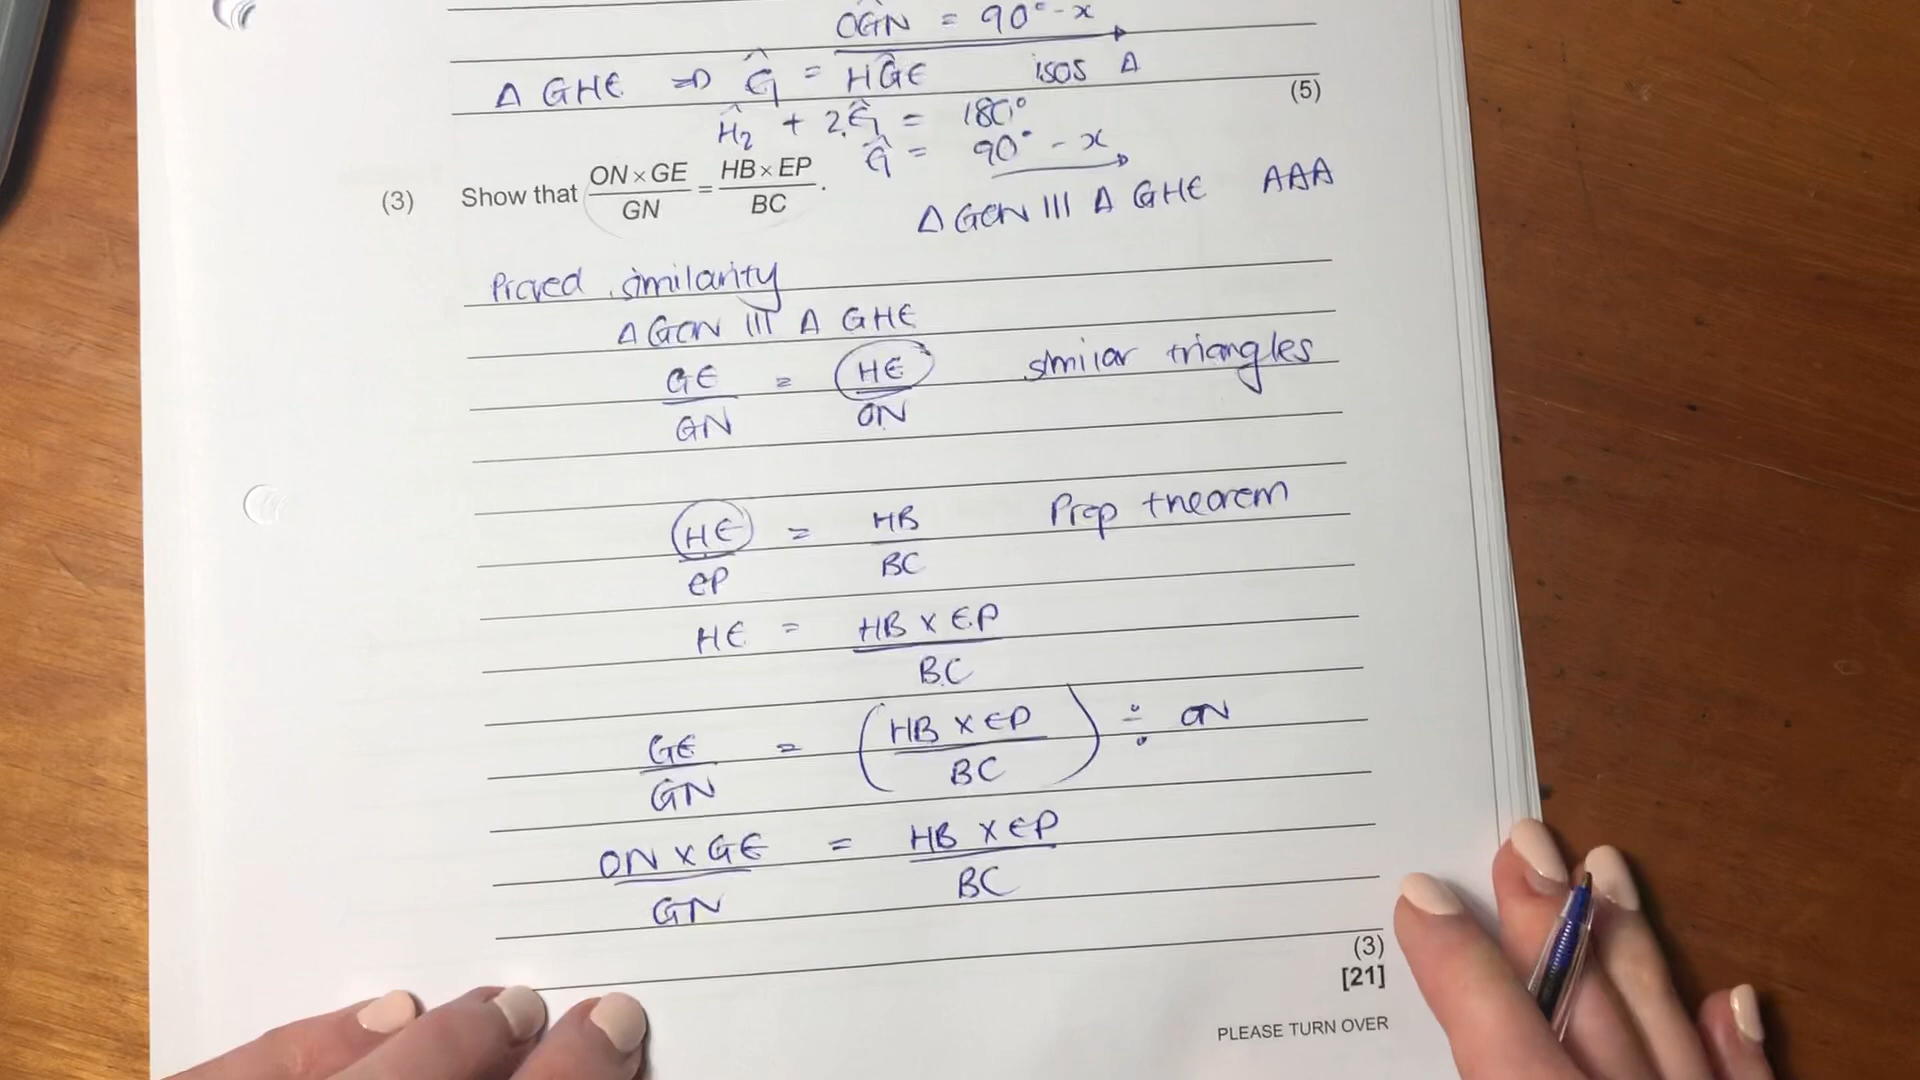 OĜN = 90° - x
Δ GHE ⇒ Ĝ = HĜE isos Δ
(5)
Ĥ2 + 2Ĝ = 180°
Ĝ = 90° - x
(3) Show that ON × GE / GN = HB × EP / BC .
Δ GON ||| Δ GHE AAA
Proved similarity
Δ GON ||| Δ GHE
GE / GN = HE / ON similar triangles
HE / EP = HB / BC Prop theorem
HE = HB × EP / BC
GE / GN = ( HB × EP / BC ) ÷ ON
ON × GE / GN = HB × EP / BC
(3)
[21]
PLEASE TURN OVER